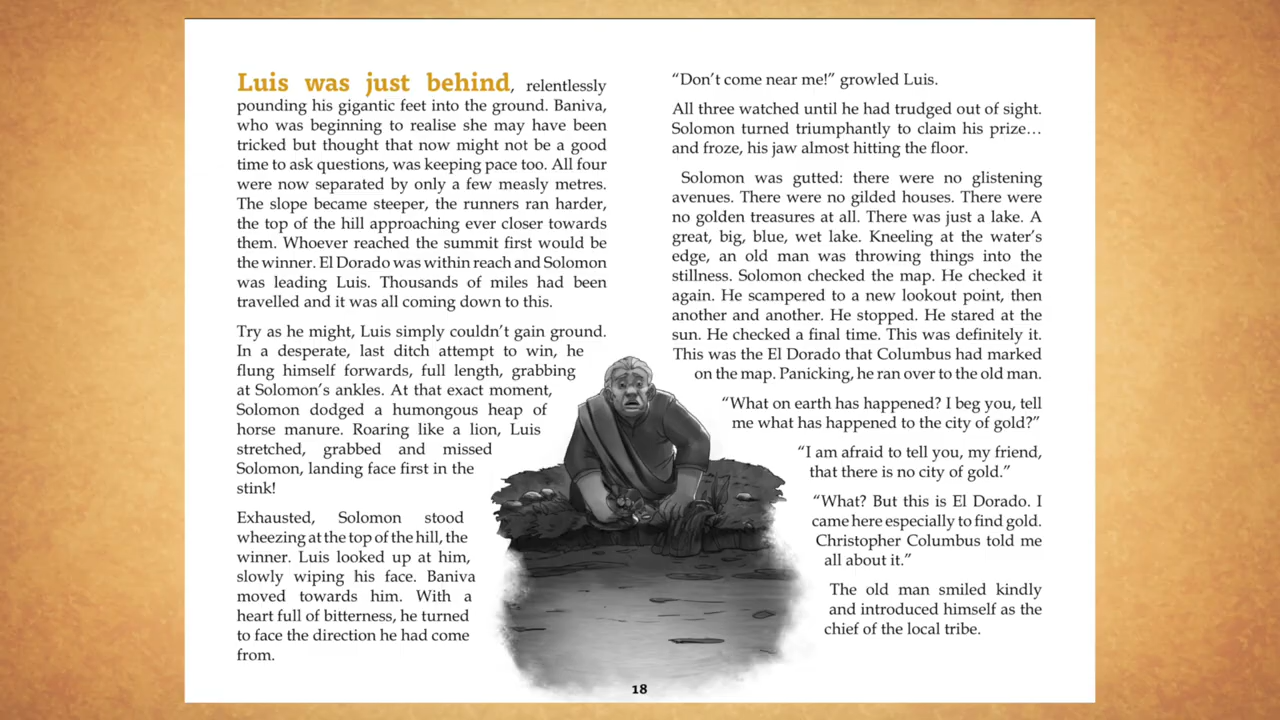 Luis was just behind, relentlessly
pounding his gigantic feet into the ground. Baniva,
who was beginning to realise she may have been
tricked but thought that now might not be a good
time to ask questions, was keeping pace too. All four
were now separated by only a few measly metres.
The slope became steeper, the runners ran harder,
the top of the hill approaching ever closer towards
them. Whoever reached the summit first would be
the winner. El Dorado was within reach and Solomon
was leading Luis. Thousands of miles had been
travelled and it was all coming down to this.
Try as he might, Luis simply couldn’t gain ground.
In a desperate, last ditch attempt to win, he
flung himself forwards, full length, grabbing
at Solomon’s ankles. At that exact moment,
Solomon dodged a humongous heap of
horse manure. Roaring like a lion, Luis
stretched, grabbed and missed
Solomon, landing face first in the
stink!
Exhausted, Solomon stood
wheezing at the top of the hill, the
winner. Luis looked up at him,
slowly wiping his face. Baniva
moved towards him. With a
heart full of bitterness, he turned
to face the direction he had come
from.
“Don’t come near me!” growled Luis.
All three watched until he had trudged out of sight.
Solomon turned triumphantly to claim his prize…
and froze, his jaw almost hitting the floor.
Solomon was gutted: there were no glistening
avenues. There were no gilded houses. There were
no golden treasures at all. There was just a lake. A
great, big, blue, wet lake. Kneeling at the water’s
edge, an old man was throwing things into the
stillness. Solomon checked the map. He checked it
again. He scampered to a new lookout point, then
another and another. He stopped. He stared at the
sun. He checked a final time. This was definitely it.
This was the El Dorado that Columbus had marked
on the map. Panicking, he ran over to the old man.
“What on earth has happened? I beg you, tell
me what has happened to the city of gold?”
“I am afraid to tell you, my friend,
that there is no city of gold.”
“What? But this is El Dorado. I
came here especially to find gold.
Christopher Columbus told me
all about it.”
The old man smiled kindly
and introduced himself as the
chief of the local tribe.
18